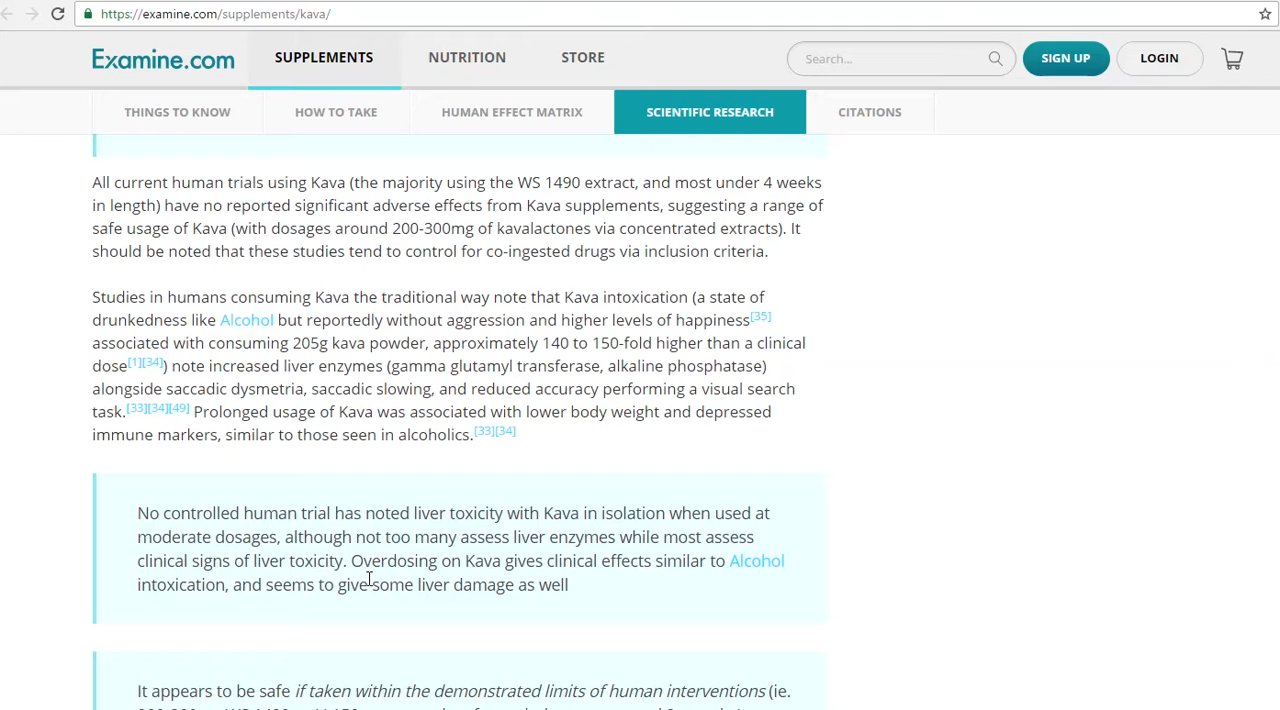 https://examine.com/supplements/kava/
Examine.com
SUPPLEMENTS
NUTRITION
STORE
Search...
SIGN UP
LOGIN
THINGS TO KNOW
HOW TO TAKE
HUMAN EFFECT MATRIX
SCIENTIFIC RESEARCH
CITATIONS
All current human trials using Kava (the majority using the WS 1490 extract, and most under 4 weeks
in length) have no reported significant adverse effects from Kava supplements, suggesting a range of
safe usage of Kava (with dosages around 200-300mg of kavalactones via concentrated extracts). It
should be noted that these studies tend to control for co-ingested drugs via inclusion criteria.
Studies in humans consuming Kava the traditional way note that Kava intoxication (a state of
drunkedness like Alcohol but reportedly without aggression and higher levels of happiness[35]
associated with consuming 205g kava powder, approximately 140 to 150-fold higher than a clinical
dose[1][34]) note increased liver enzymes (gamma glutamyl transferase, alkaline phosphatase)
alongside saccadic dysmetria, saccadic slowing, and reduced accuracy performing a visual search
task.[33][34][49] Prolonged usage of Kava was associated with lower body weight and depressed
immune markers, similar to those seen in alcoholics.[33][34]
No controlled human trial has noted liver toxicity with Kava in isolation when used at
moderate dosages, although not too many assess liver enzymes while most assess
clinical signs of liver toxicity. Overdosing on Kava gives clinical effects similar to Alcohol
intoxication, and seems to give some liver damage as well
It appears to be safe if taken within the demonstrated limits of human interventions (ie.